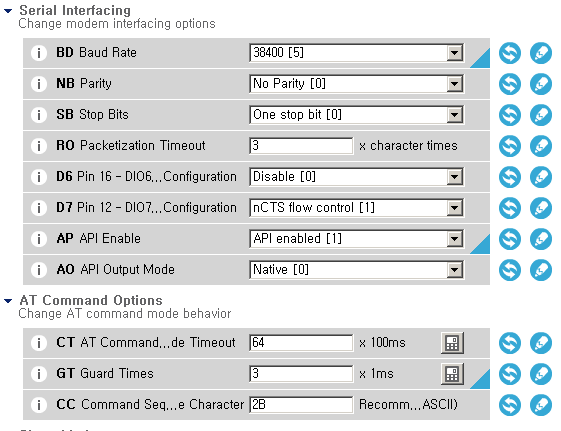 Serial Interfacing
Change modem interfacing options
i BD Baud Rate 38400 [5]
i NB Parity No Parity [0]
i SB Stop Bits One stop bit [0]
i RO Packetization Timeout 3 x character times
i D6 Pin 16 - DIO6...Configuration Disable [0]
i D7 Pin 12 - DIO7...Configuration nCTS flow control [1]
i AP API Enable API enabled [1]
i AO API Output Mode Native [0]
AT Command Options
Change AT command mode behavior
i CT AT Command...de Timeout 64 x 100ms
i GT Guard Times 3 x 1ms
i CC Command Seq...e Character 2B Recomm...ASCII)